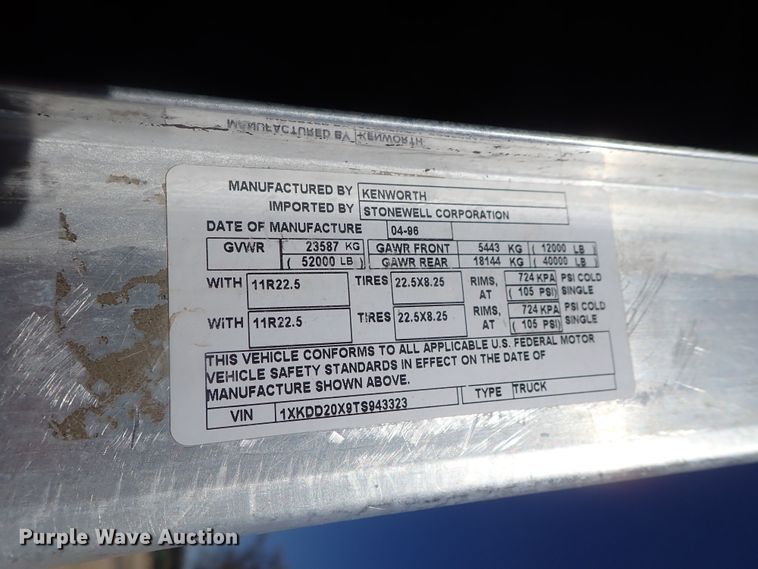 MANUFACTURED BY KENWORTH
MANUFACTURED BY KENWORTH
IMPORTED BY STONEWELL CORPORATION
DATE OF MANUFACTURE 04-96
GVWR 23587 KG GAWR FRONT 5443 KG ( 12000 LB )
( 52000 LB ) GAWR REAR 18144 KG ( 40000 LB )
WITH 11R22.5 TIRES 22.5X8.25 RIMS, AT 724 KPA ( 105 PSI) PSI COLD SINGLE
WITH 11R22.5 TIRES 22.5X8.25 RIMS, AT 724 KPA ( 105 PSI) PSI COLD SINGLE
THIS VEHICLE CONFORMS TO ALL APPLICABLE U.S. FEDERAL MOTOR
VEHICLE SAFETY STANDARDS IN EFFECT ON THE DATE OF
MANUFACTURE SHOWN ABOVE.
VIN 1XKDD20X9TS943323 TYPE TRUCK
Purple Wave Auction